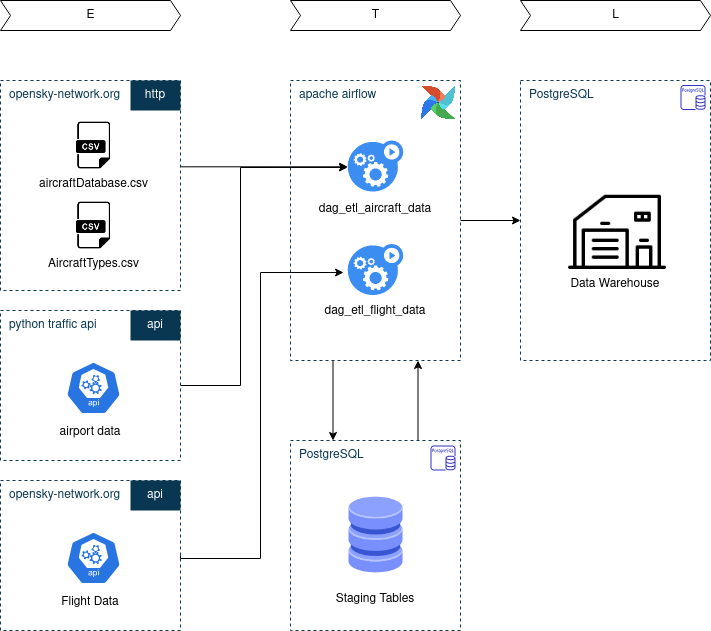 E
T
L
opensky-network.org
http
CSV
aircraftDatabase.csv
CSV
AircraftTypes.csv
python traffic api
api
api
airport data
opensky-network.org
api
api
Flight Data
apache airflow
dag_etl_aircraft_data
dag_etl_flight_data
PostgreSQL
PostgreSQL
Staging Tables
PostgreSQL
PostgreSQL
Data Warehouse